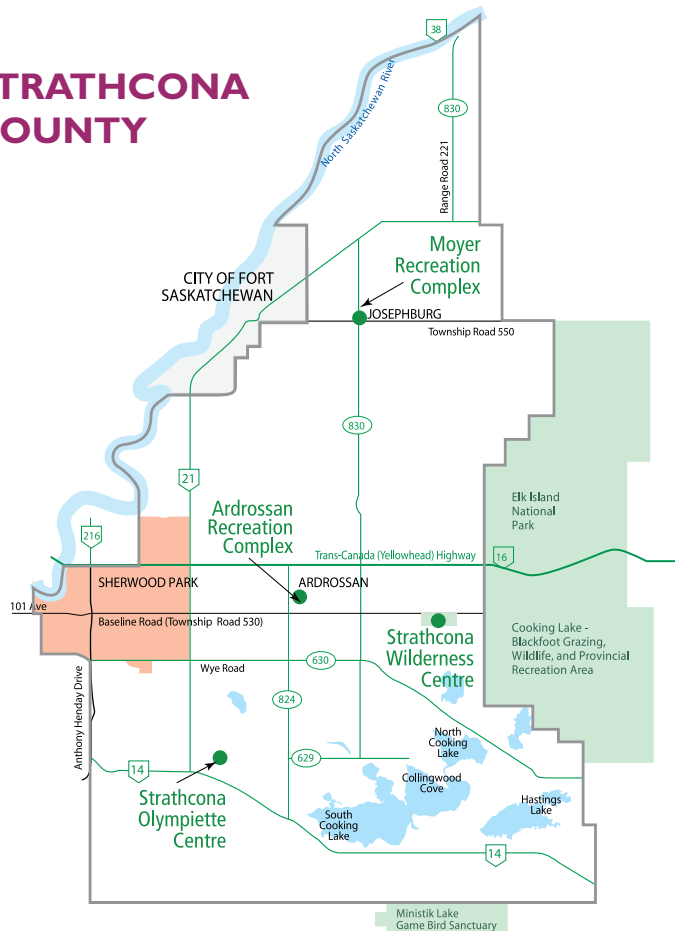 TRATHCONA
OUNTY
38
North Saskatchewan River
830
Range Road 221
Moyer
Recreation
Complex
CITY OF FORT
SASKATCHEWAN
JOSEPHBURG
Township Road 550
830
21
Ardrossan
Recreation
Complex
Elk Island
National
Park
216
Trans-Canada (Yellowhead) Highway
16
SHERWOOD PARK
ARDROSSAN
101 Ave
Baseline Road (Township Road 530)
Strathcona
Wilderness
Centre
Cooking Lake -
Blackfoot Grazing,
Wildlife, and Provincial
Recreation Area
Wye Road
630
Anthony Henday Drive
824
North
Cooking
Lake
629
14
Collingwood
Cove
Strathcona
Olympiette
Centre
South
Cooking
Lake
Hastings
Lake
14
Ministik Lake
Game Bird Sanctuary